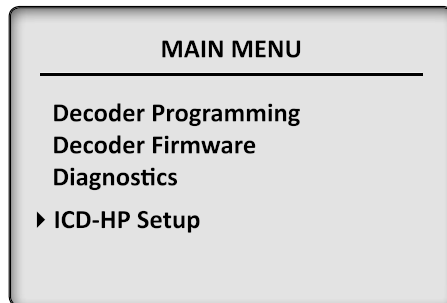 MAIN MENU
Decoder Programming
Decoder Firmware
Diagnostics
ICD-HP Setup